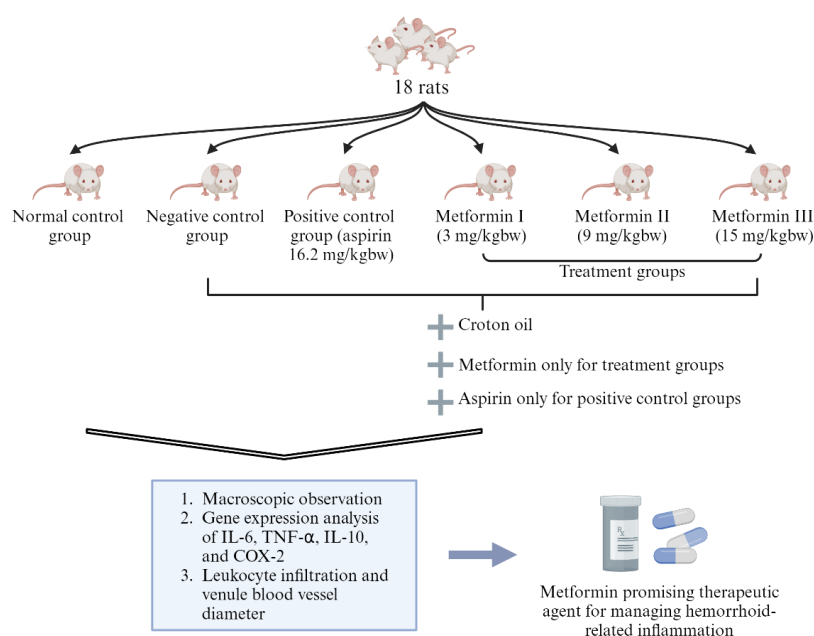 18 rats
Normal control
group
Negative control
group
Positive control
group (aspirin
16.2 mg/kgbw)
Metformin I
(3 mg/kgbw)
Metformin II
(9 mg/kgbw)
Metformin III
(15 mg/kgbw)
Treatment groups
Croton oil
Metformin only for treatment groups
Aspirin only for positive control groups
1. Macroscopic observation
2. Gene expression analysis
of IL-6, TNF-α, IL-10,
and COX-2
3. Leukocyte infiltration and
venule blood vessel
diameter
Rx
Metformin promising therapeutic
agent for managing hemorrhoid-
related inflammation